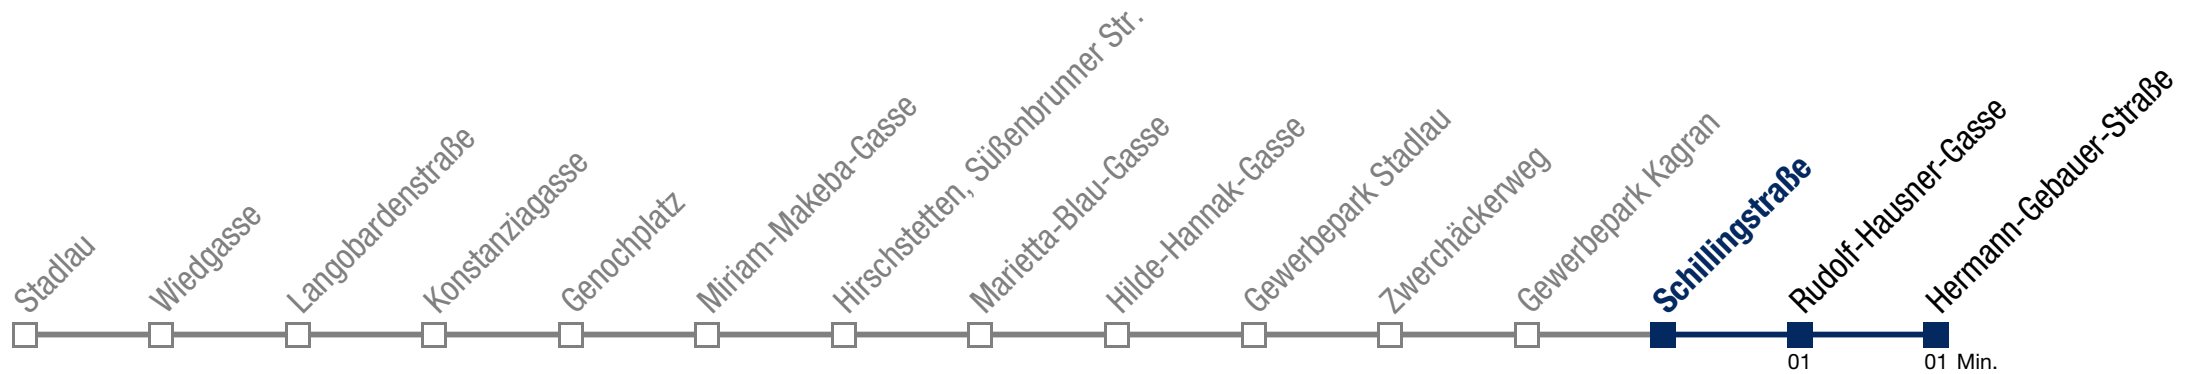 Stadlau
Wiedgasse
Langobardenstraße
Konstanziagasse
Genochplatz
Miriam-Makeba-Gasse
Hirschstetten, Süßenbrunner Str.
Marietta-Blau-Gasse
Hilde-Hannak-Gasse
Gewerbepark Stadlau
Zwerchäckerweg
Gewerbepark Kagran
Schillingstraße
Rudolf-Hausner-Gasse
Hermann-Gebauer-Straße
01
01 Min.